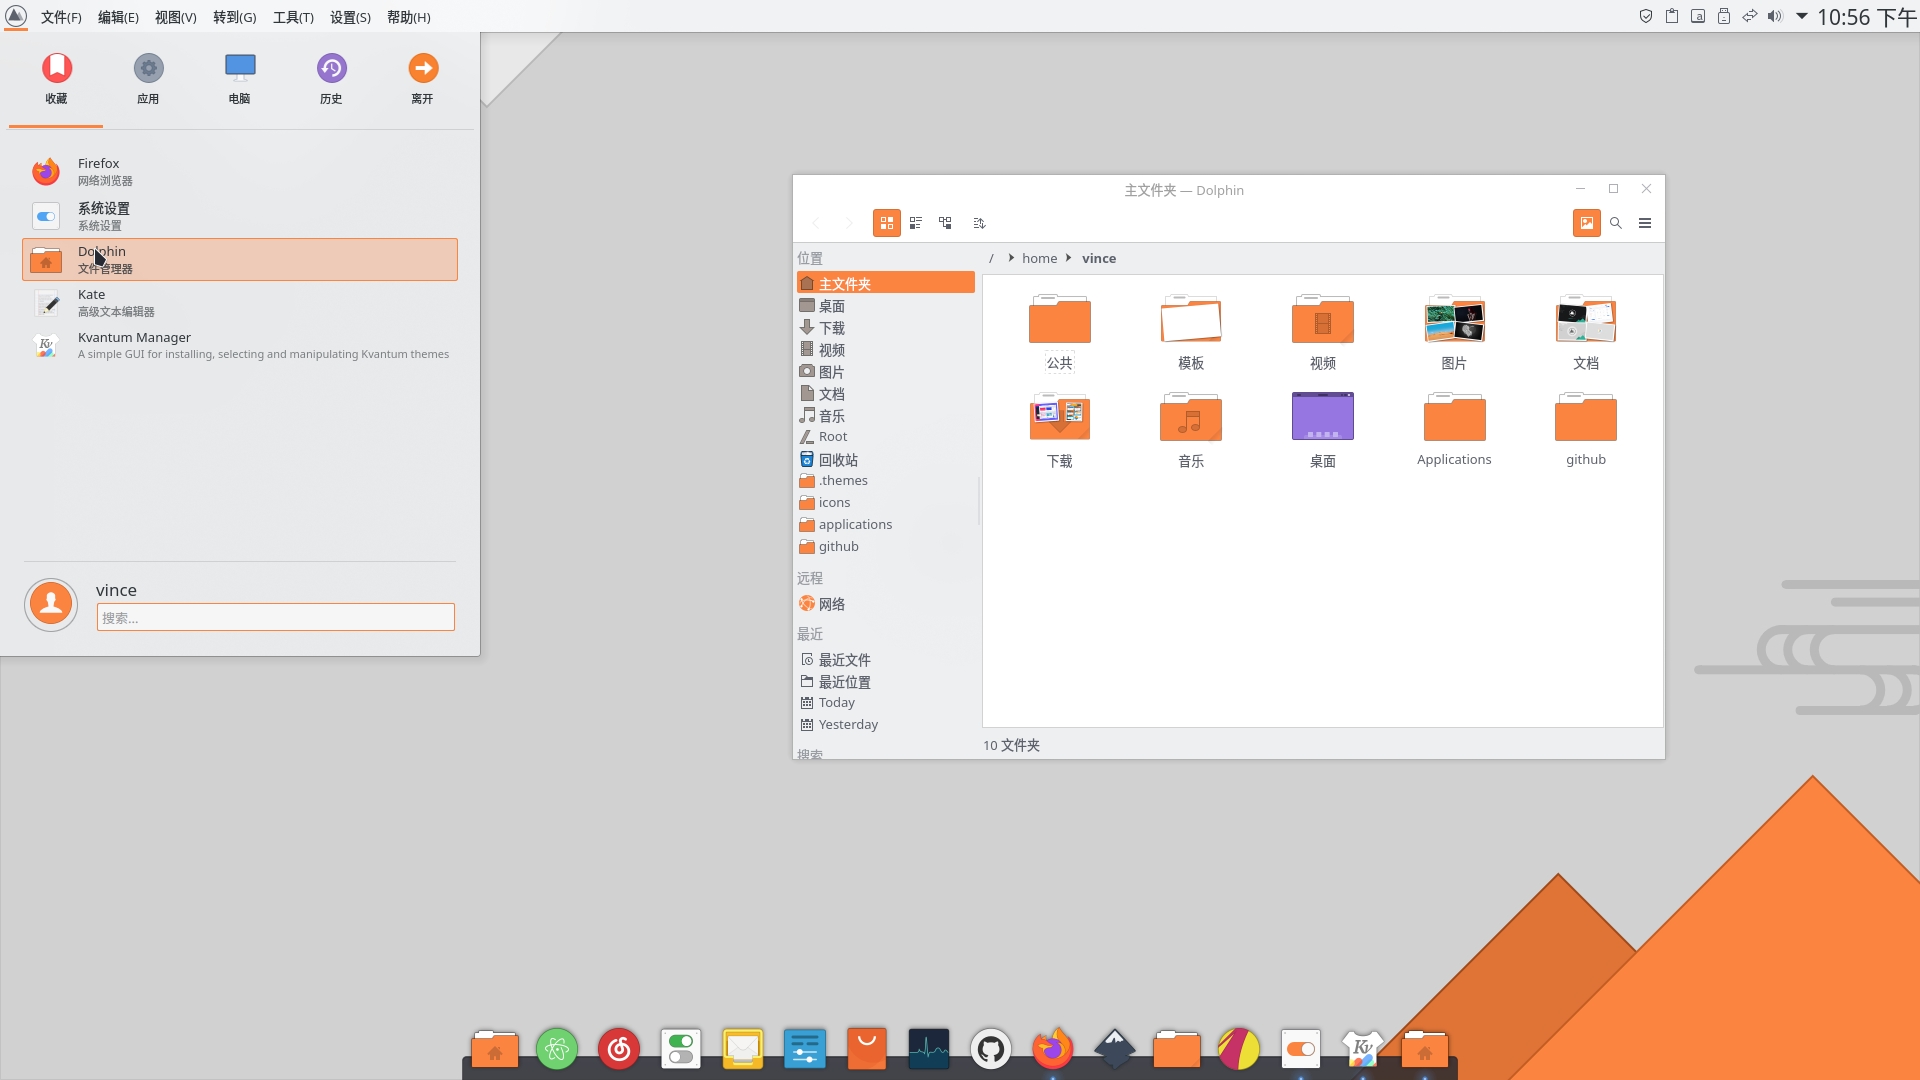 文件(F) 编辑(E) 视图(V) 转到(G) 工具(T) 设置(S) 帮助(H)
a
10:56 下午
收藏 应用 电脑 历史 离开
Firefox
网络浏览器
系统设置
系统设置
Dolphin
文件管理器
Kate
高级文本编辑器
Kvantum Manager
A simple GUI for installing, selecting and manipulating Kvantum themes
vince
搜索...
主文件夹 — Dolphin
位置
主文件夹
桌面
下载
视频
图片
文档
音乐
Root
回收站
.themes
icons
applications
github
远程
网络
最近
最近文件
最近位置
Today
Yesterday
搜索
/ home vince
公共 模板 视频 图片 文档
下载 音乐 桌面 Applications github
10 文件夹
Kv